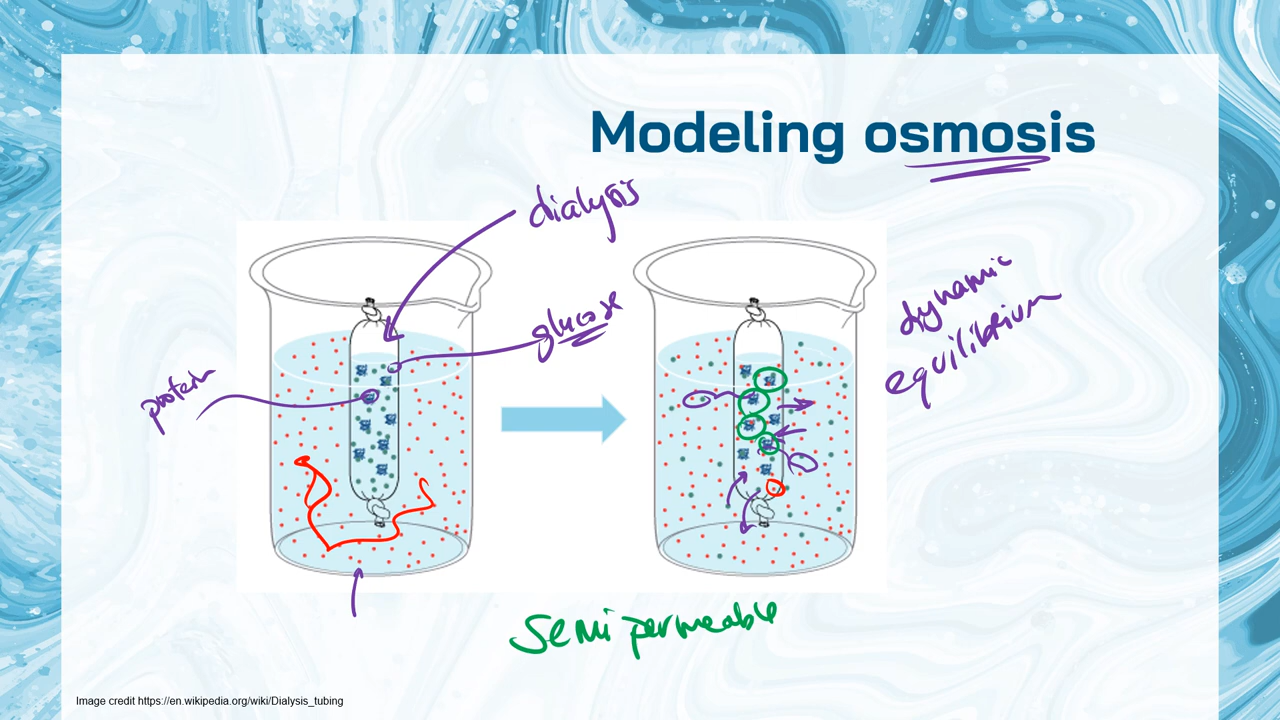 Modeling osmosis
dialysis
glucose
protein
dynamic
equilibrium
Semi permeable
Image credit https://en.wikipedia.org/wiki/Dialysis_tubing